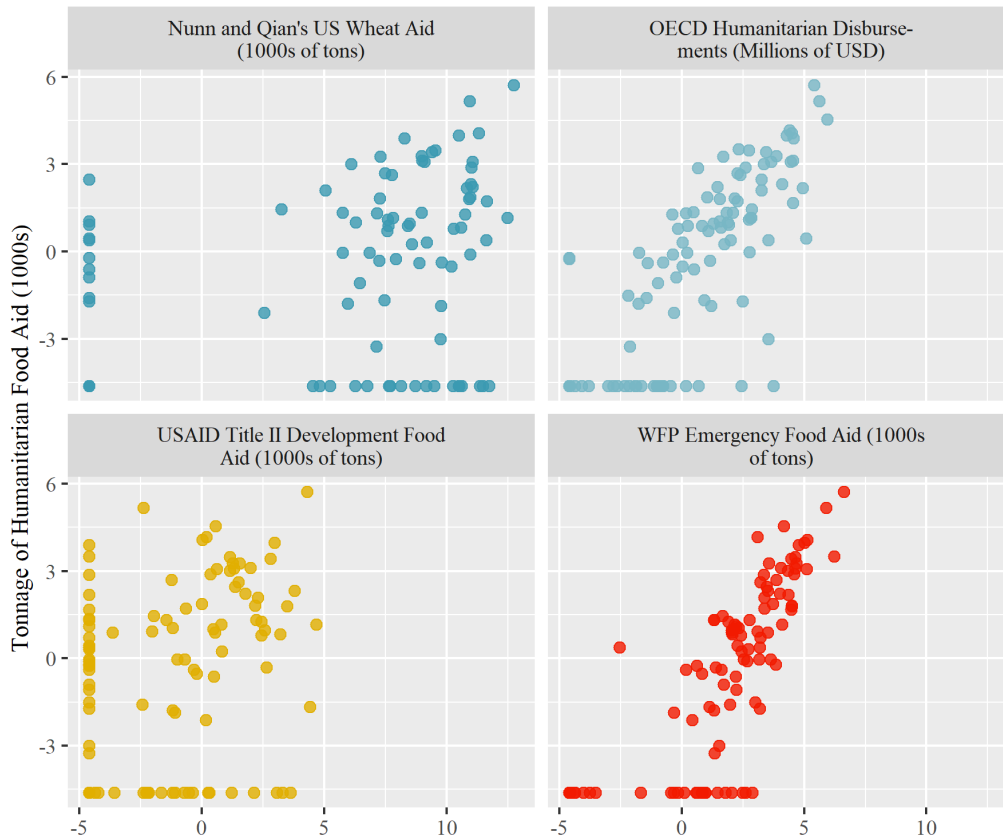 Nunn and Qian's US Wheat Aid
(1000s of tons)
OECD Humanitarian Disburse-
ments (Millions of USD)
6
3
0
-3
Tonnage of Humanitarian Food Aid (1000s)
USAID Title II Development Food
Aid (1000s of tons)
WFP Emergency Food Aid (1000s
of tons)
6
3
0
-3
-5 0 5 10 -5 0 5 10